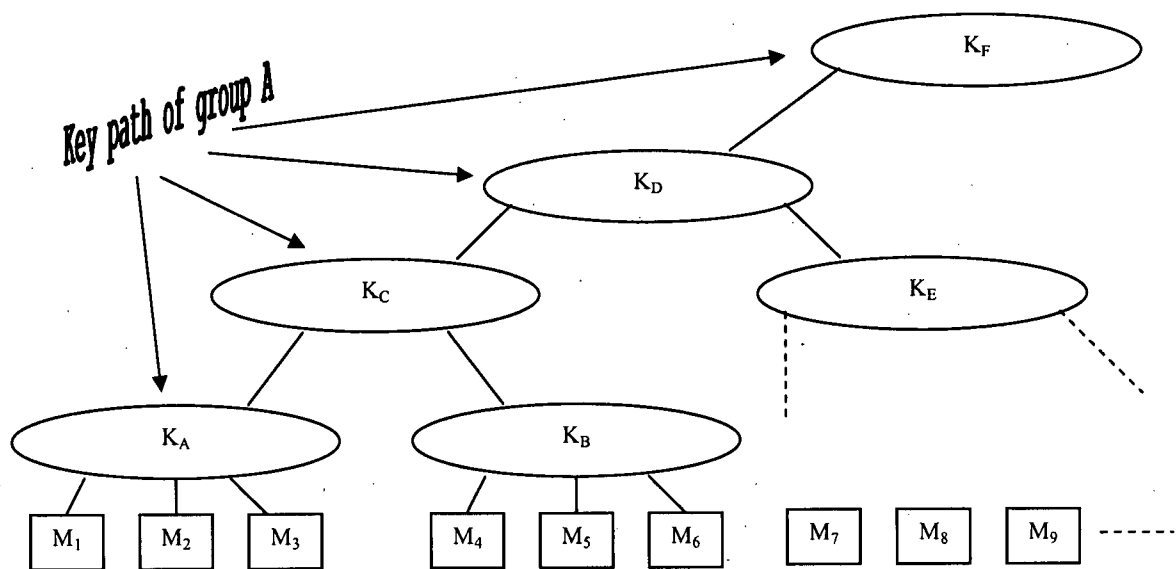 K_F
Key path of group A
K_D
K_C
K_E
K_A
K_B
M_1 M_2 M_3 M_4 M_5 M_6 M_7 M_8 M_9